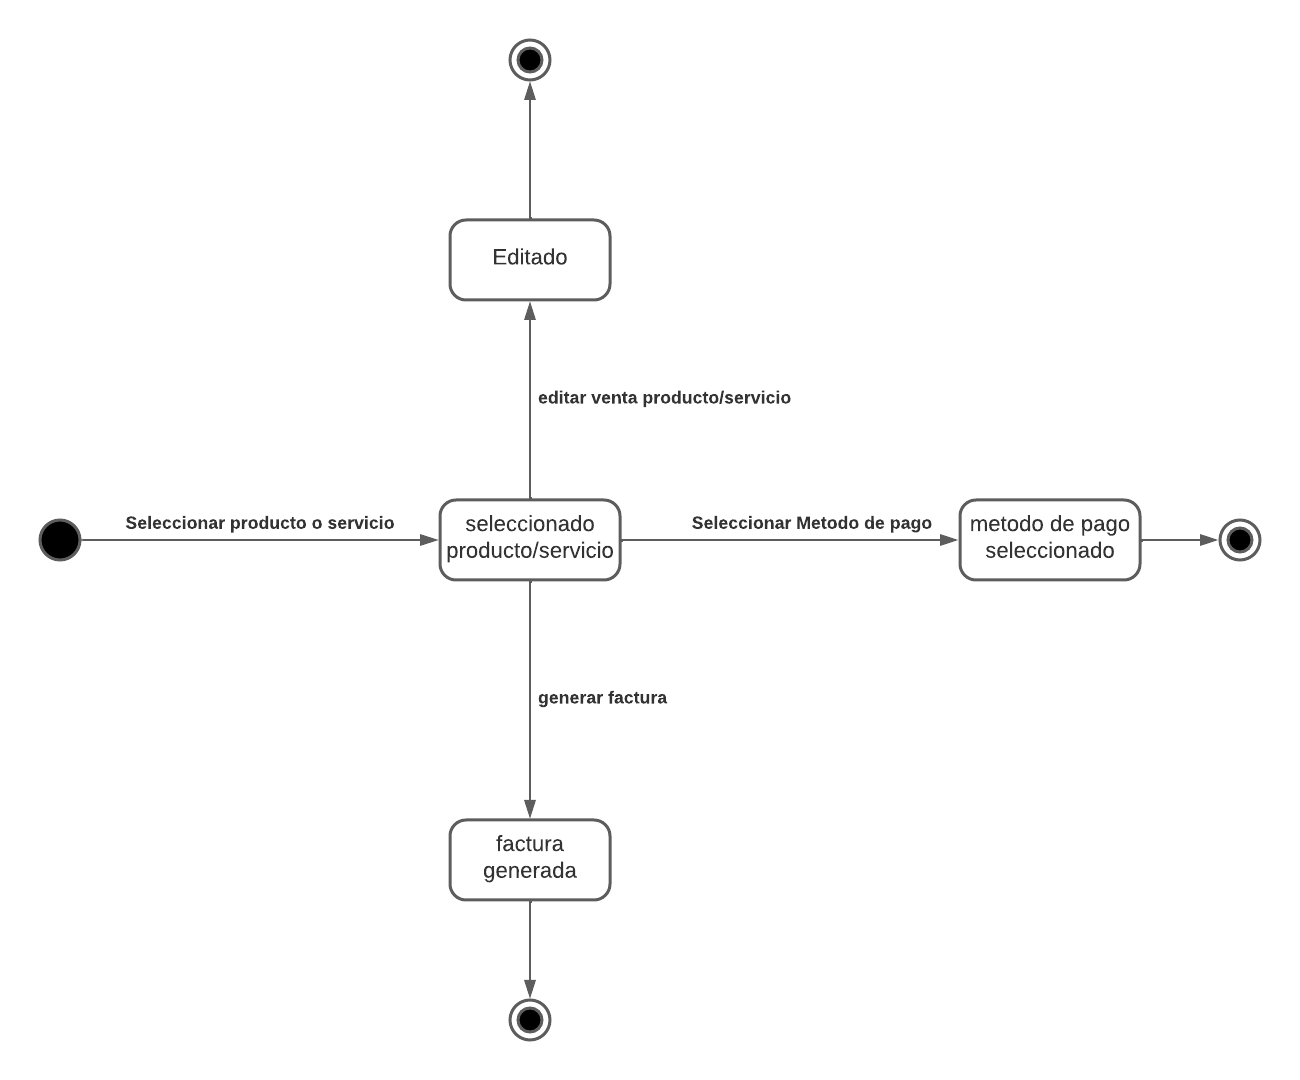 Editado
editar venta producto/servicio
Seleccionar producto o servicio
seleccionado
producto/servicio
Seleccionar Metodo de pago
metodo de pago
seleccionado
generar factura
factura
generada